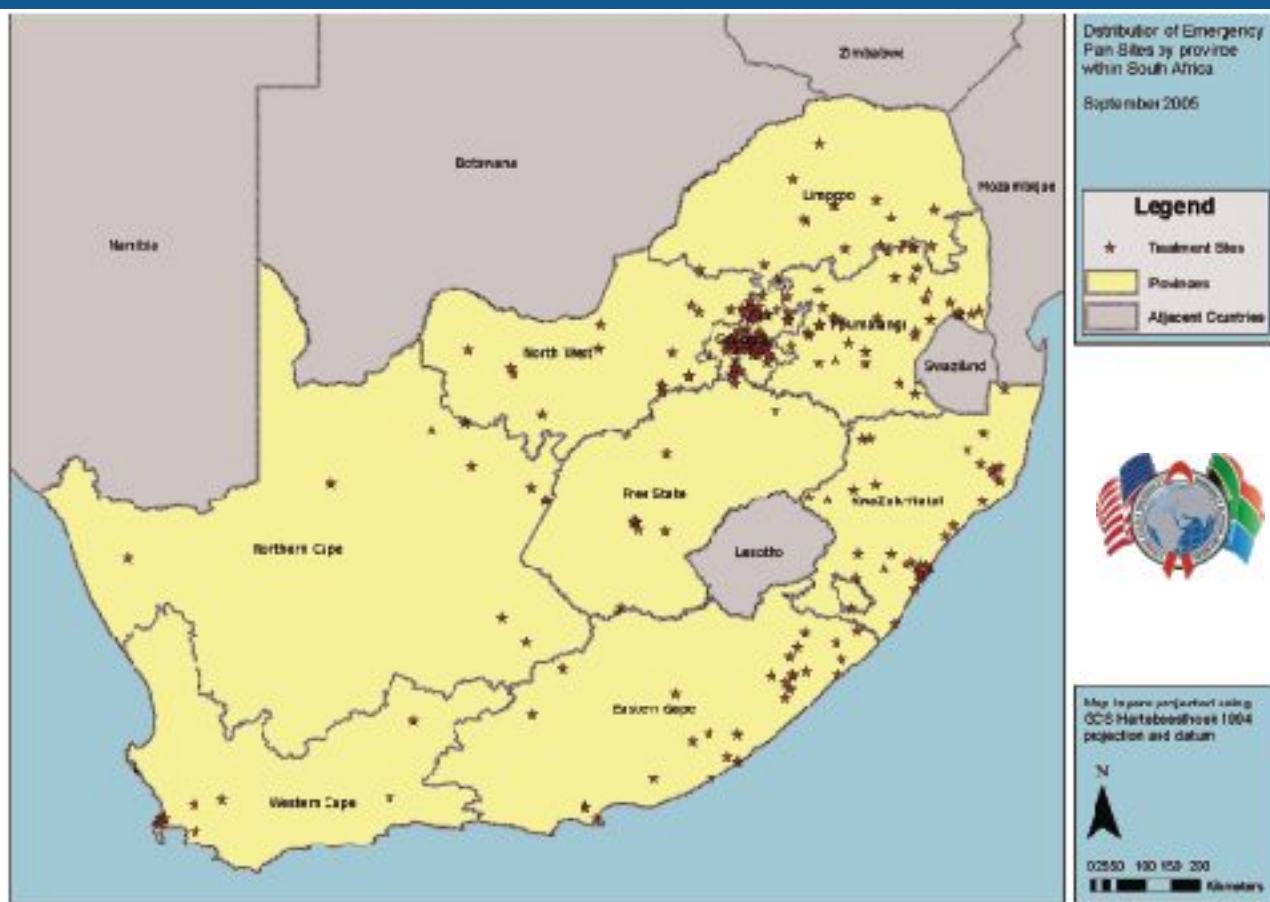 Distribution of Emergency
Pan Sites by province
within South Africa
September 2005
Zimbabwe
Botswana
Mozambique
Limpopo
Namibia
Legend
Treatment Sites
Provinces
Adjacent Countries
North West
Swaziland
Free State
KwaZulu-Natal
Northern Cape
Lesotho
Eastern Cape
Western Cape
Map layers projected using
GCS Hartebeesthoek 1994
projection and datum
N
Kilometers